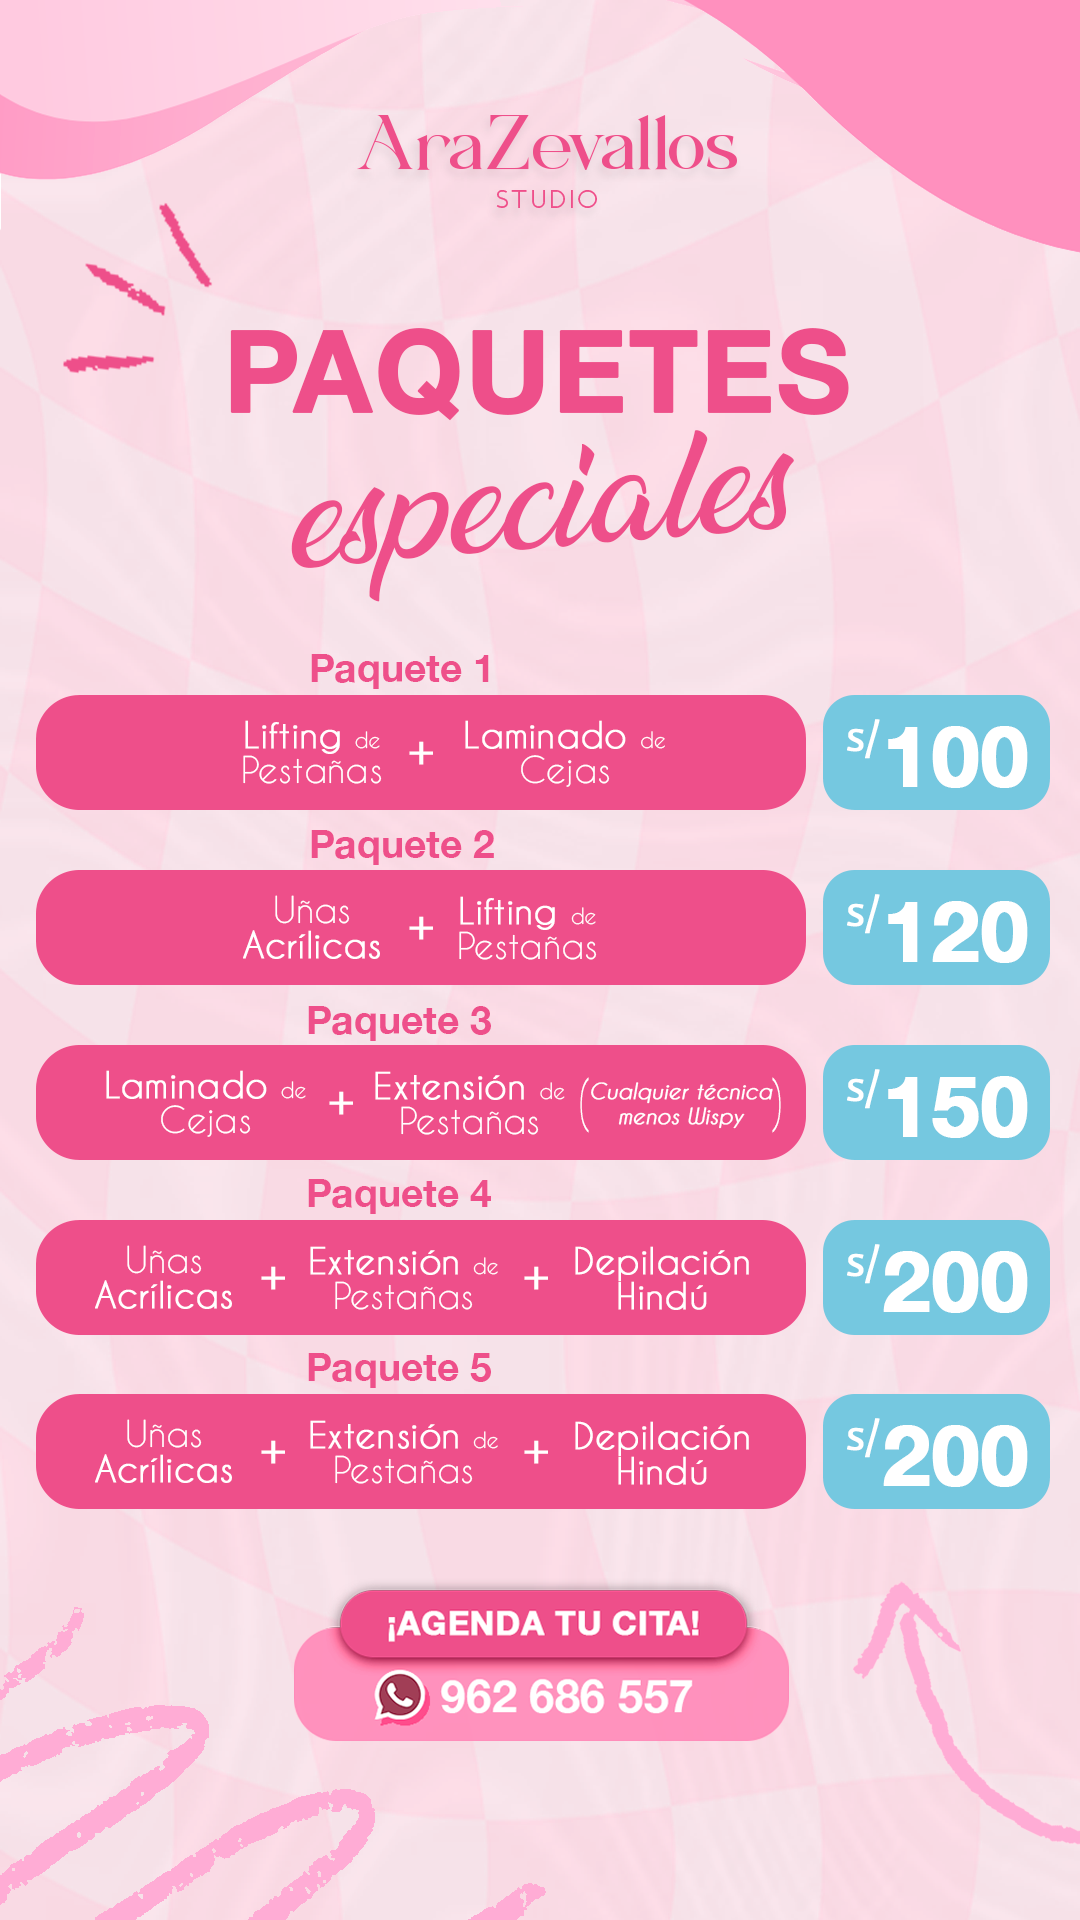 AraZevallos
STUDIO
PAQUETES
especiales
Paquete 1
Lifting de Pestañas + Laminado de Cejas
S/100
Paquete 2
Uñas Acrílicas + Lifting de Pestañas
S/120
Paquete 3
Laminado de Cejas + Extensión de Pestañas (Cualquier técnica menos Wispy)
S/150
Paquete 4
Uñas Acrílicas + Extensión de Pestañas + Depilación Hindú
S/200
Paquete 5
Uñas Acrílicas + Extensión de Pestañas + Depilación Hindú
S/200
¡AGENDA TU CITA!
962 686 557